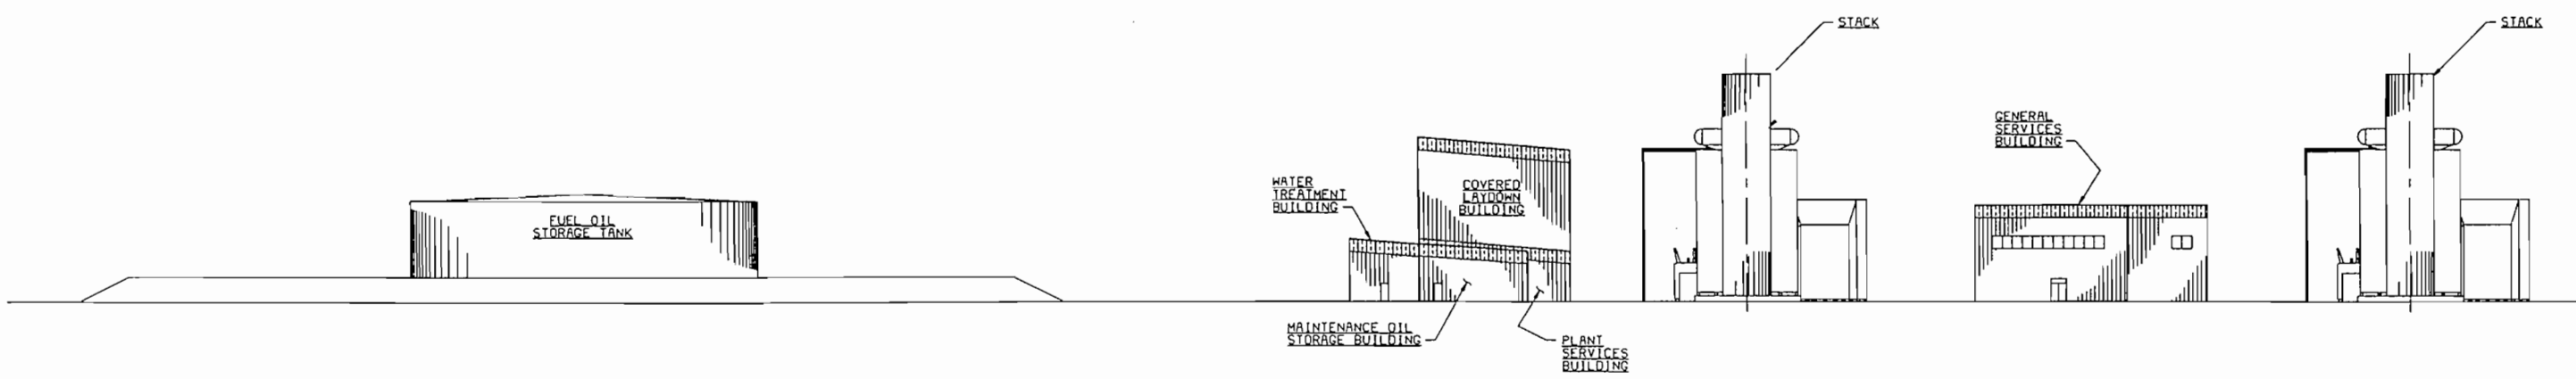 FUEL OIL
STORAGE TANK
WATER
TREATMENT
BUILDING
COVERED
LAYDOWN
BUILDING
MAINTENANCE OIL
STORAGE BUILDING
PLANT
SERVICES
BUILDING
STACK
GENERAL
SERVICES
BUILDING
STACK